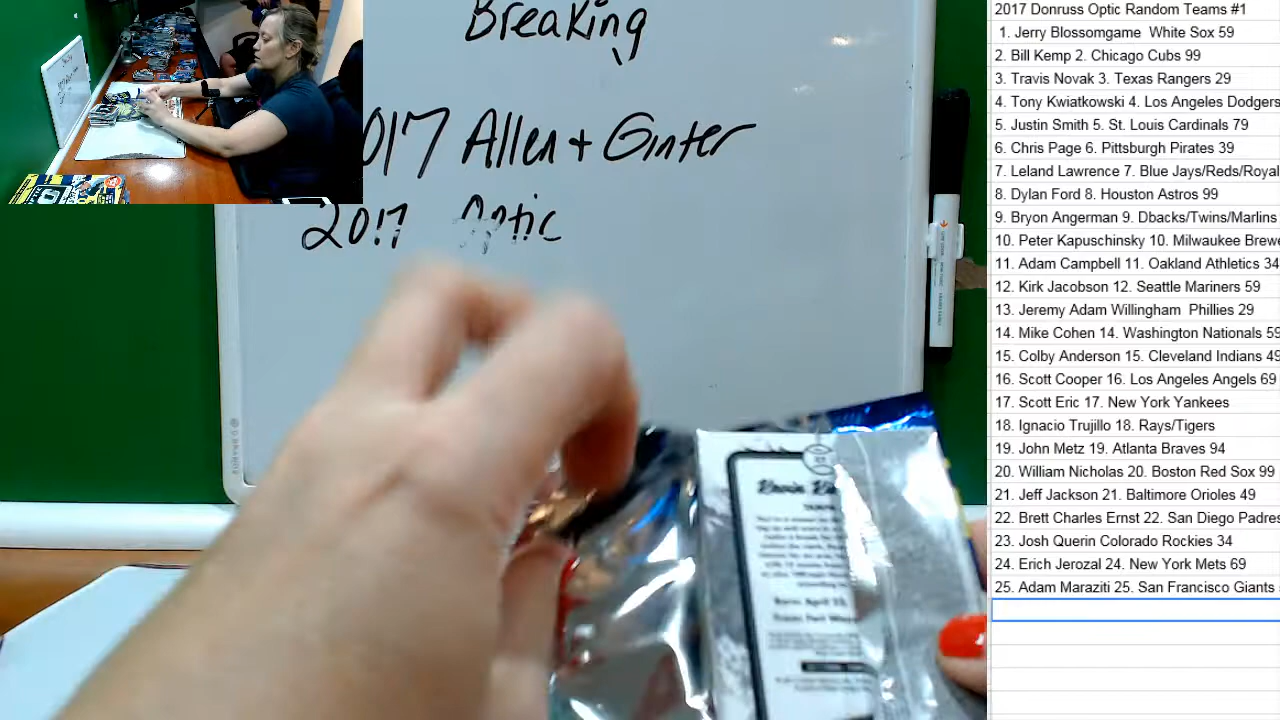 Breaking
017 Allen + Ginter
2017 Optic
2017 Donruss Optic Random Teams #1
1. Jerry Blossomgame White Sox 59
2. Bill Kemp 2. Chicago Cubs 99
3. Travis Novak 3. Texas Rangers 29
4. Tony Kwiatkowski 4. Los Angeles Dodgers
5. Justin Smith 5. St. Louis Cardinals 79
6. Chris Page 6. Pittsburgh Pirates 39
7. Leland Lawrence 7. Blue Jays/Reds/Royal
8. Dylan Ford 8. Houston Astros 99
9. Bryon Angerman 9. Dbacks/Twins/Marlins
10. Peter Kapuschinsky 10. Milwaukee Brewe
11. Adam Campbell 11. Oakland Athletics 34
12. Kirk Jacobson 12. Seattle Mariners 59
13. Jeremy Adam Willingham Phillies 29
14. Mike Cohen 14. Washington Nationals 59
15. Colby Anderson 15. Cleveland Indians 49
16. Scott Cooper 16. Los Angeles Angels 69
17. Scott Eric 17. New York Yankees
18. Ignacio Trujillo 18. Rays/Tigers
19. John Metz 19. Atlanta Braves 94
20. William Nicholas 20. Boston Red Sox 99
21. Jeff Jackson 21. Baltimore Orioles 49
22. Brett Charles Ernst 22. San Diego Padre
23. Josh Querin Colorado Rockies 34
24. Erich Jerozal 24. New York Mets 69
25. Adam Maraziti 25. San Francisco Giants